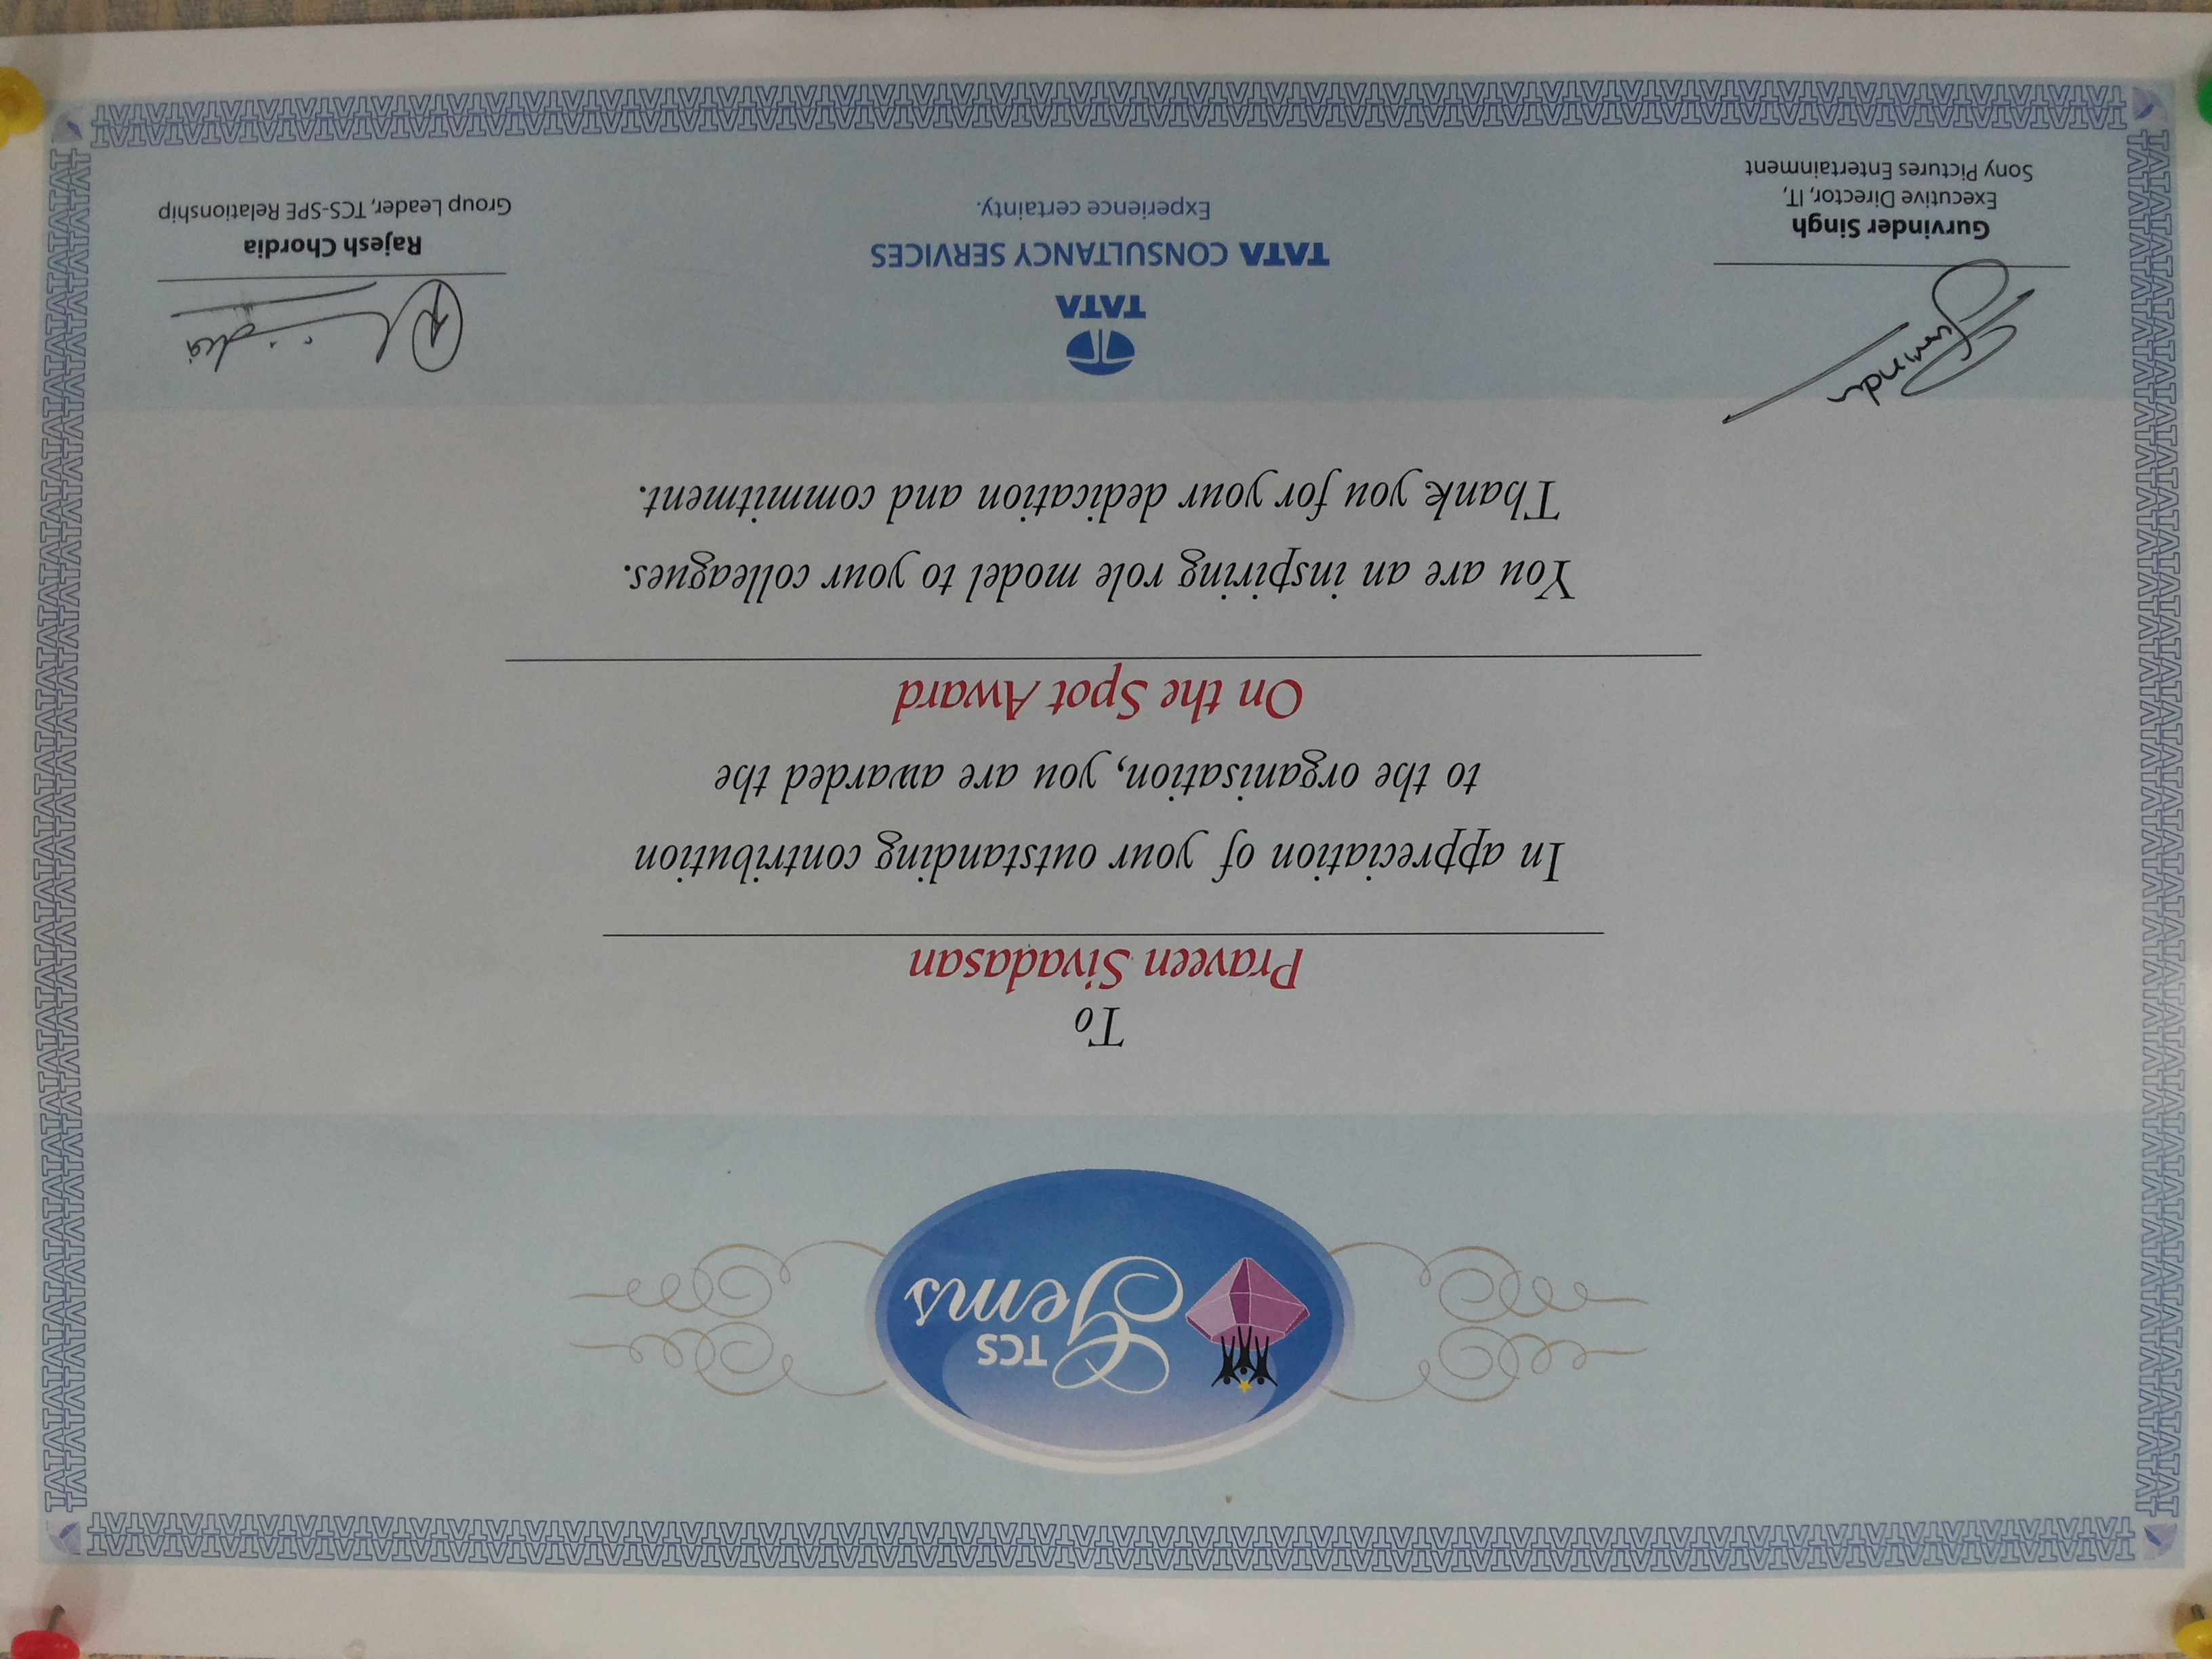 TCS
Gems
To
Praveen Sivadasan
In appreciation of your outstanding contribution
to the organisation, you are awarded the
On the Spot Award
You are an inspiring role model to your colleagues.
Thank you for your dedication and commitment.
Gurvinder
Gurvinder Singh
Executive Director, IT,
Sony Pictures Entertainment
TATA
TATA CONSULTANCY SERVICES
Experience certainty.
Rajesh Chordia
Group Leader, TCS-SPE Relationship